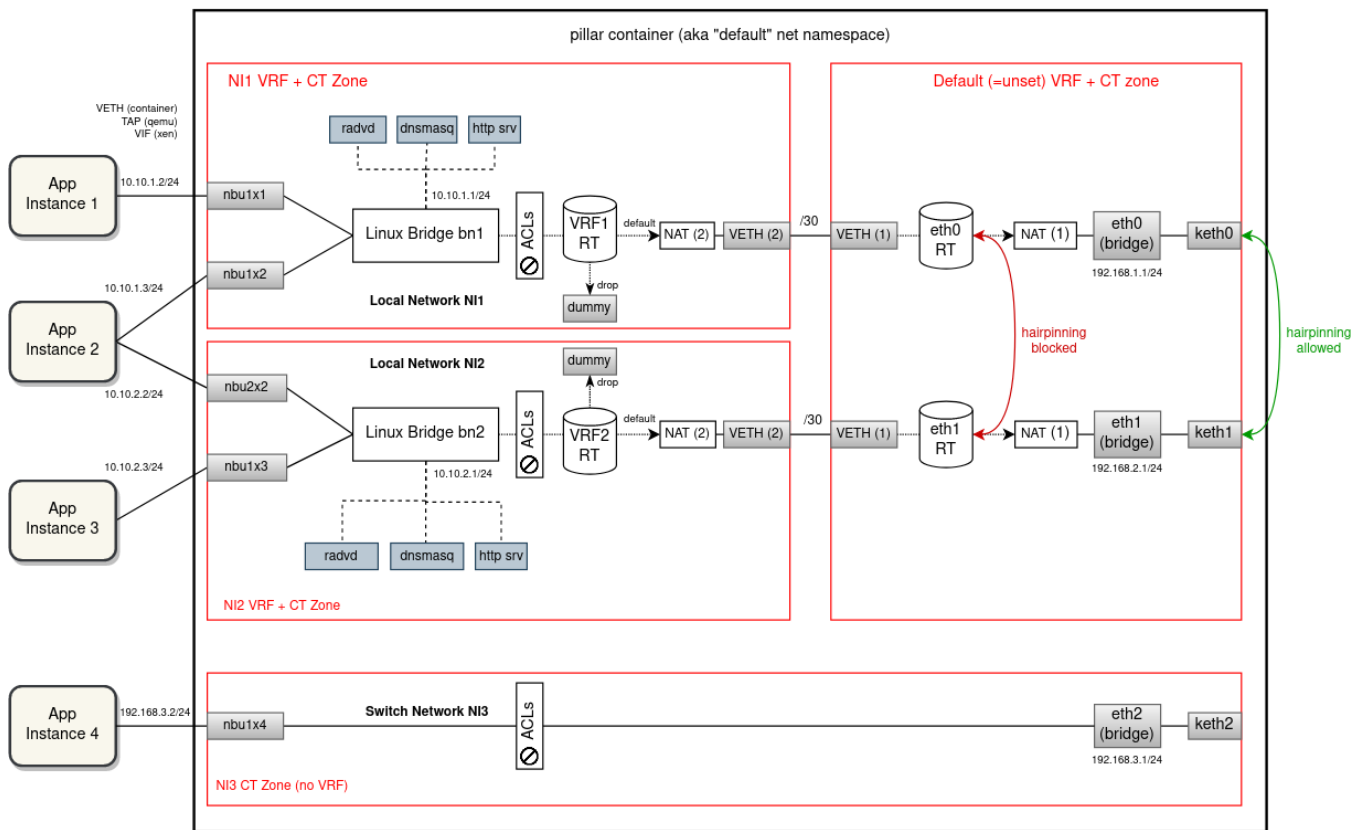 pillar container (aka "default" net namespace)
NI1 VRF + CT Zone
Default (=unset) VRF + CT zone
VETH (container)
TAP (qemu)
VIF (xen)
radvd
dnsmasq
http srv
App
Instance 1
10.10.1.2/24
nbu1x1
10.10.1.1/24
Linux Bridge bn1
ACLs
VRF1
RT
default
NAT (2)
VETH (2)
/30
VETH (1)
eth0
RT
NAT (1)
eth0
(bridge)
192.168.1.1/24
keth0
nbu1x2
10.10.1.3/24
Local Network NI1
drop
dummy
App
Instance 2
hairpinning
blocked
hairpinning
allowed
Local Network NI2
dummy
drop
10.10.2.2/24
nbu2x2
Linux Bridge bn2
ACLs
VRF2
RT
default
NAT (2)
VETH (2)
/30
VETH (1)
eth1
RT
NAT (1)
eth1
(bridge)
192.168.2.1/24
keth1
10.10.2.3/24
nbu1x3
10.10.2.1/24
App
Instance 3
radvd
dnsmasq
http srv
NI2 VRF + CT Zone
App
Instance 4
192.168.3.2/24
nbu1x4
Switch Network NI3
ACLs
eth2
(bridge)
192.168.3.1/24
keth2
NI3 CT Zone (no VRF)